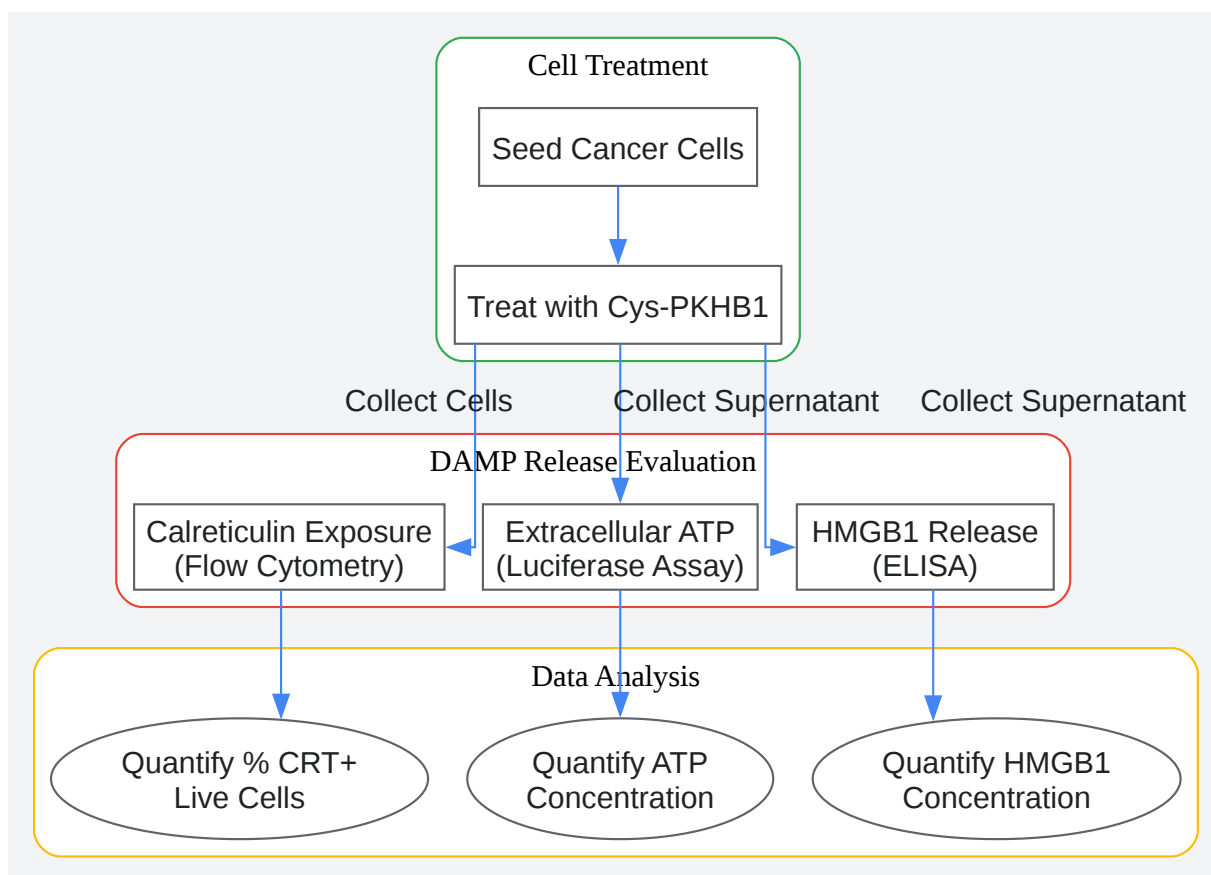 Cell Treatment
Seed Cancer Cells
Treat with Cys-PKHB1
Collect Cells
Collect Supernatant
Collect Supernatant
DAMP Release Evaluation
Calreticulin Exposure
(Flow Cytometry)
Extracellular ATP
(Luciferase Assay)
HMGB1 Release
(ELISA)
Data Analysis
Quantify % CRT+
Live Cells
Quantify ATP
Concentration
Quantify HMGB1
Concentration